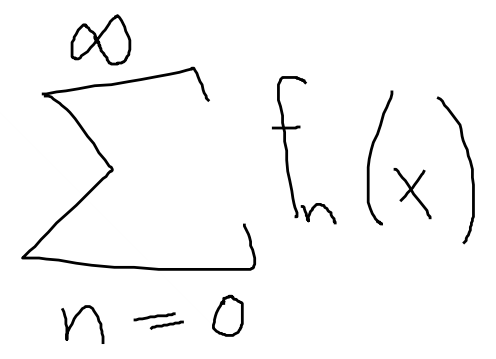 ∞
∑ fₙ(x)
n = 0